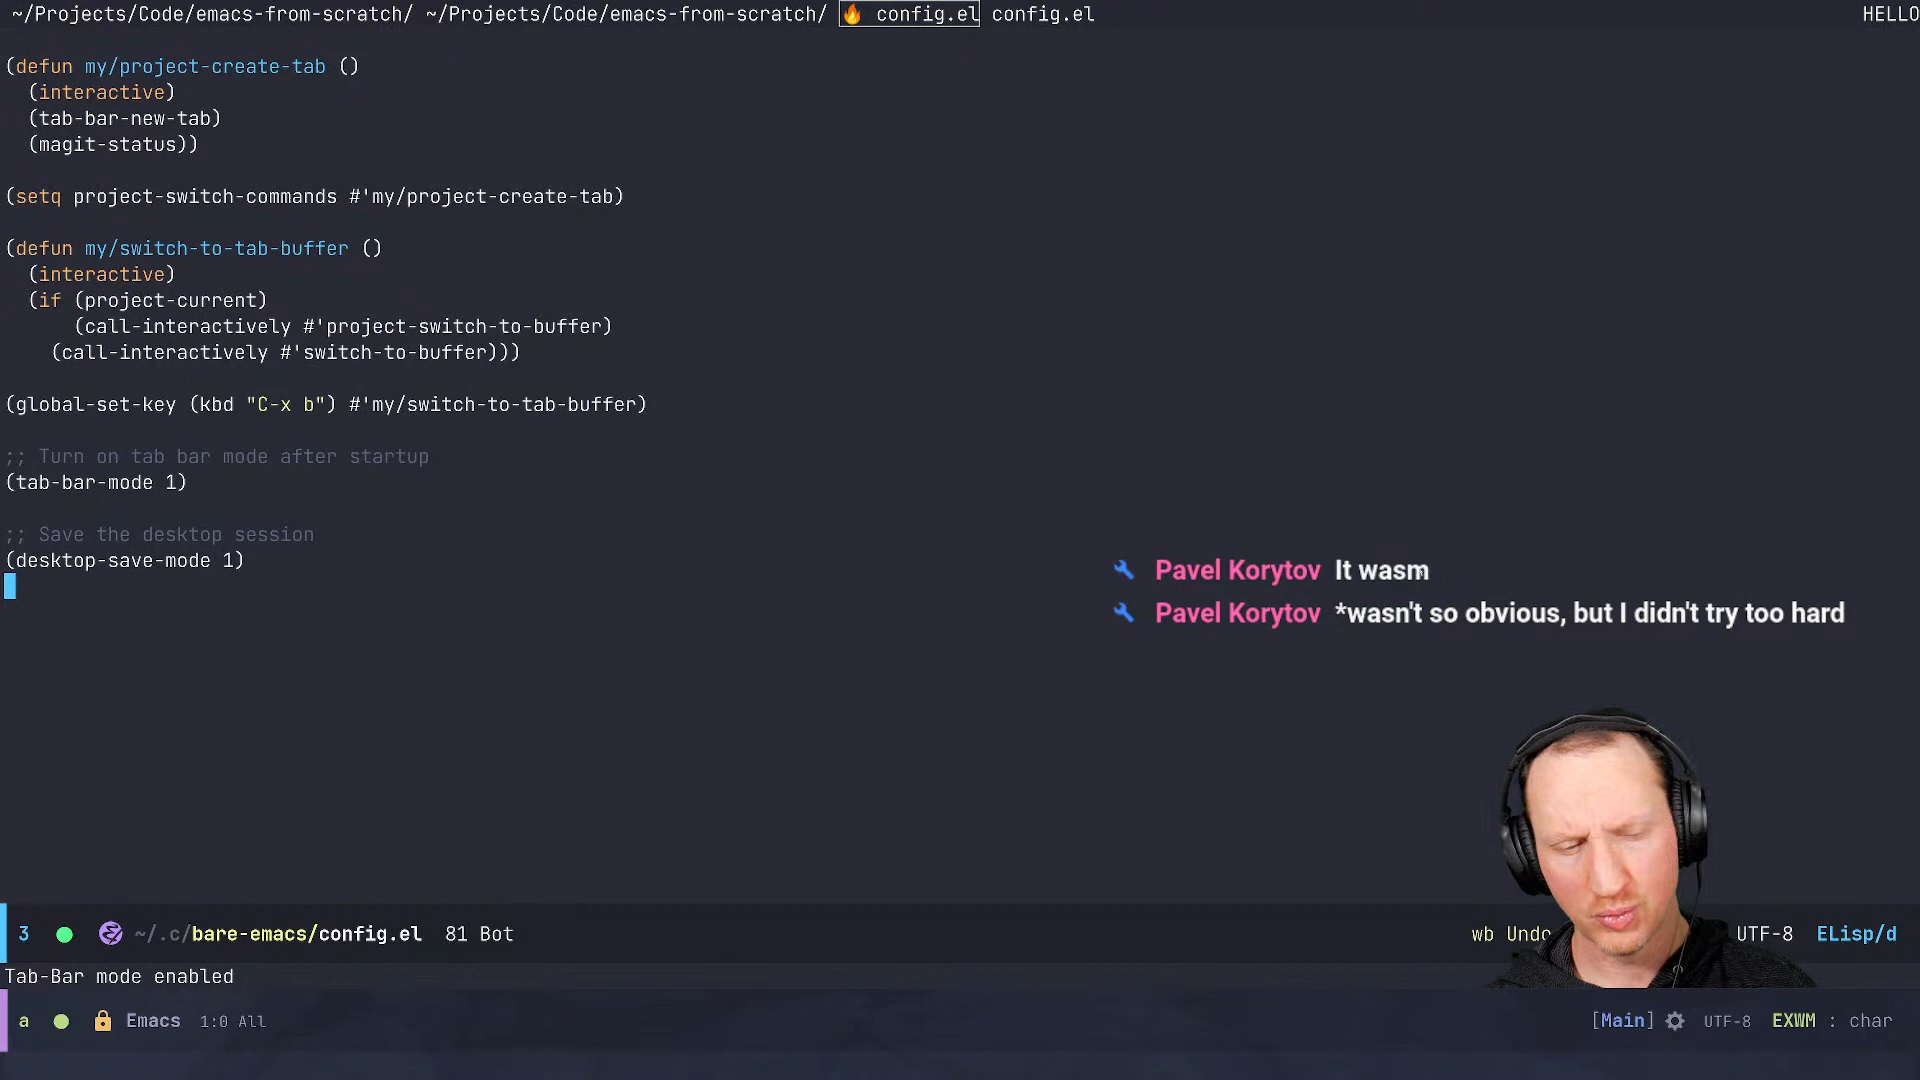 ~/Projects/Code/emacs-from-scratch/ ~/Projects/Code/emacs-from-scratch/ 🔥 config.el config.el HELLO
(defun my/project-create-tab ()
  (interactive)
  (tab-bar-new-tab)
  (magit-status))
(setq project-switch-commands #'my/project-create-tab)
(defun my/switch-to-tab-buffer ()
  (interactive)
  (if (project-current)
      (call-interactively #'project-switch-to-buffer)
    (call-interactively #'switch-to-buffer)))
(global-set-key (kbd "C-x b") #'my/switch-to-tab-buffer)
;; Turn on tab bar mode after startup
(tab-bar-mode 1)
;; Save the desktop session
(desktop-save-mode 1)
Pavel Korytov It wasm
Pavel Korytov *wasn't so obvious, but I didn't try too hard
3 ~/.c/bare-emacs/config.el 81 Bot wb UTF-8 ELisp/d
Tab-Bar mode enabled
a Emacs 1:0 All [Main] UTF-8 EXWM : char